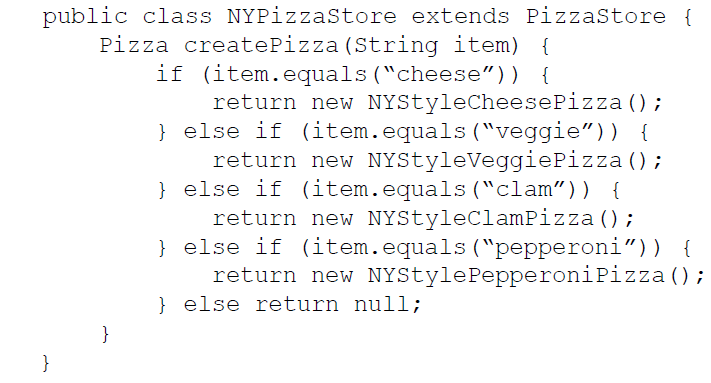 public class NYPizzaStore extends PizzaStore {
    Pizza createPizza(String item) {
        if (item.equals(“cheese”)) {
            return new NYStyleCheesePizza();
        } else if (item.equals(“veggie”)) {
            return new NYStyleVeggiePizza();
        } else if (item.equals(“clam”)) {
            return new NYStyleClamPizza();
        } else if (item.equals(“pepperoni”)) {
            return new NYStylePepperoniPizza();
        } else return null;
    }
}